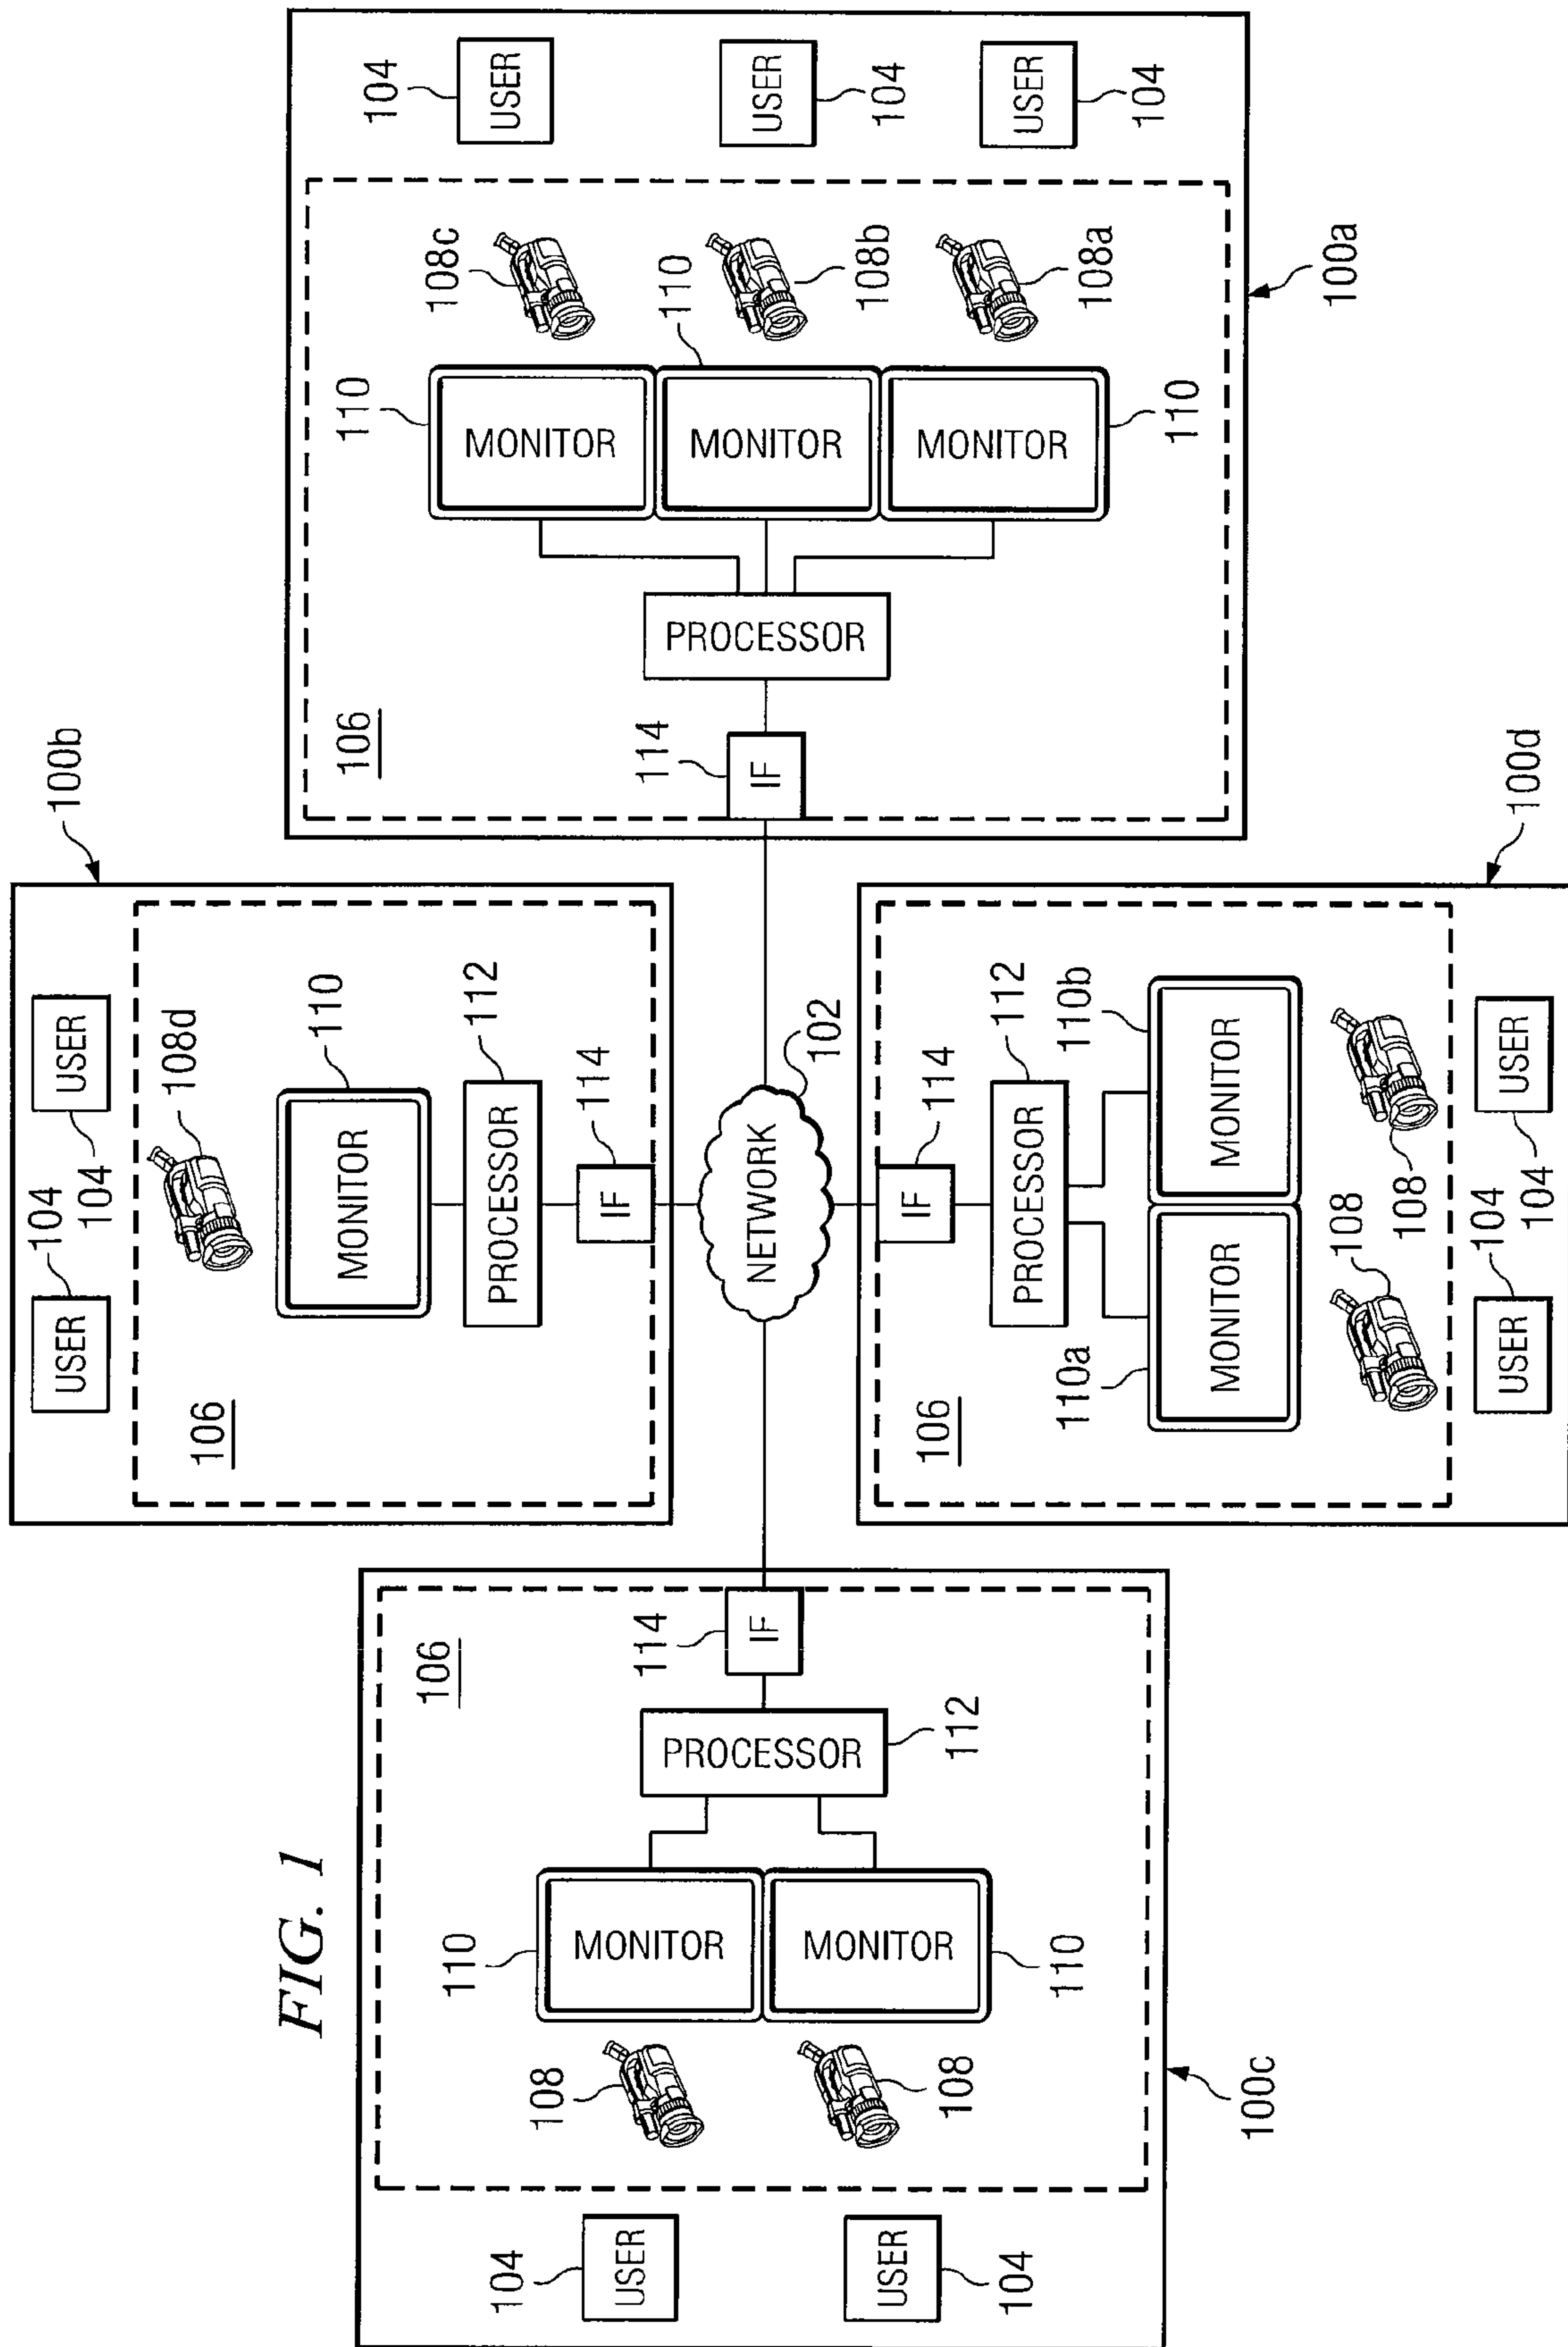 FIG. 1
100b
104
USER
104
USER
108d
106
110
MONITOR
112
PROCESSOR
114
IF
100c
104
USER
104
USER
108
108
110
MONITOR
MONITOR
110
106
PROCESSOR
112
114
IF
NETWORK
102
100a
106
114
IF
PROCESSOR
110
MONITOR
110
MONITOR
MONITOR
110
108c
108b
108a
104
USER
USER
104
USER
104
100d
106
IF
114
PROCESSOR
112
110a
MONITOR
MONITOR
110b
108
108
USER
104
USER
104